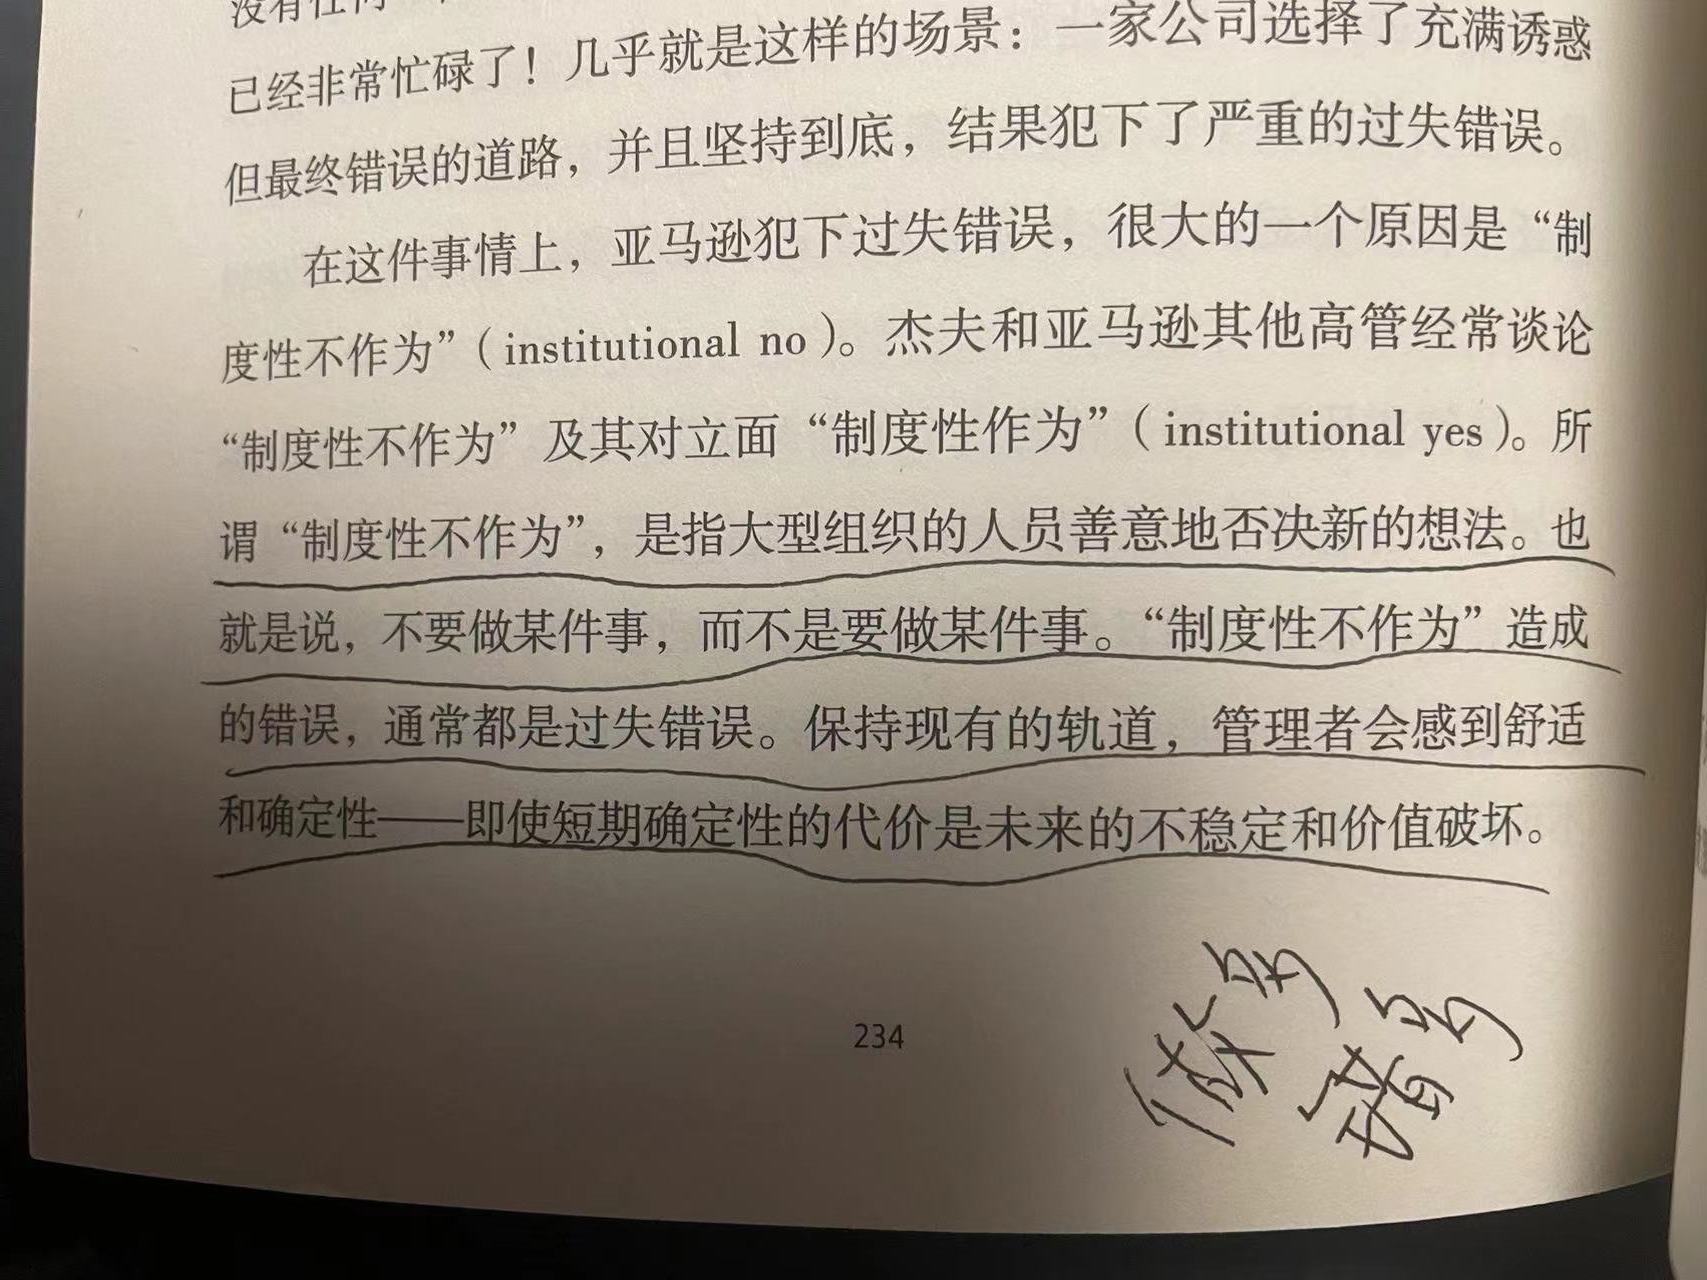 没有任何
已经非常忙碌了！几乎就是这样的场景：一家公司选择了充满诱惑
但最终错误的道路，并且坚持到底，结果犯下了严重的过失错误。
在这件事情上，亚马逊犯下过失错误，很大的一个原因是“制
度性不作为”（institutional no）。杰夫和亚马逊其他高管经常谈论
“制度性不作为”及其对立面“制度性作为”（institutional yes）。所
谓“制度性不作为”，是指大型组织的人员善意地否决新的想法。也
就是说，不要做某件事，而不是要做某件事。“制度性不作为”造成
的错误，通常都是过失错误。保持现有的轨道，管理者会感到舒适
和确定性——即使短期确定性的代价是未来的不稳定和价值破坏。
做多
错多
234